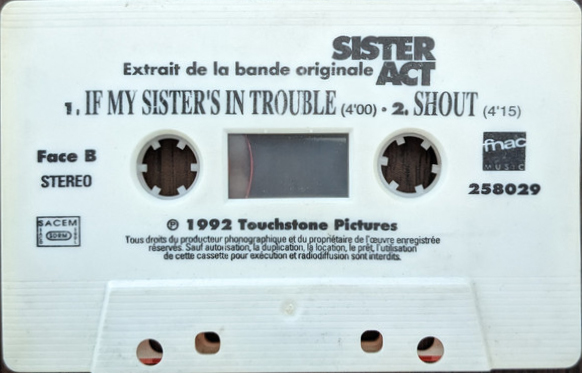 SISTER
ACT
Extrait de la bande originale
1. IF MY SISTER'S IN TROUBLE (4'00) • 2. SHOUT (4'15)
Face B
STEREO
fnac
MUSIC
258029
SACEM
SDRM
℗ 1992 Touchstone Pictures
Tous droits du producteur phonographique et du propriétaire de l'œuvre enregistrée
réservés. Sauf autorisation, la duplication, la location, le prêt, l'utilisation
de cette cassette pour exécution et radiodiffusion sont interdits.